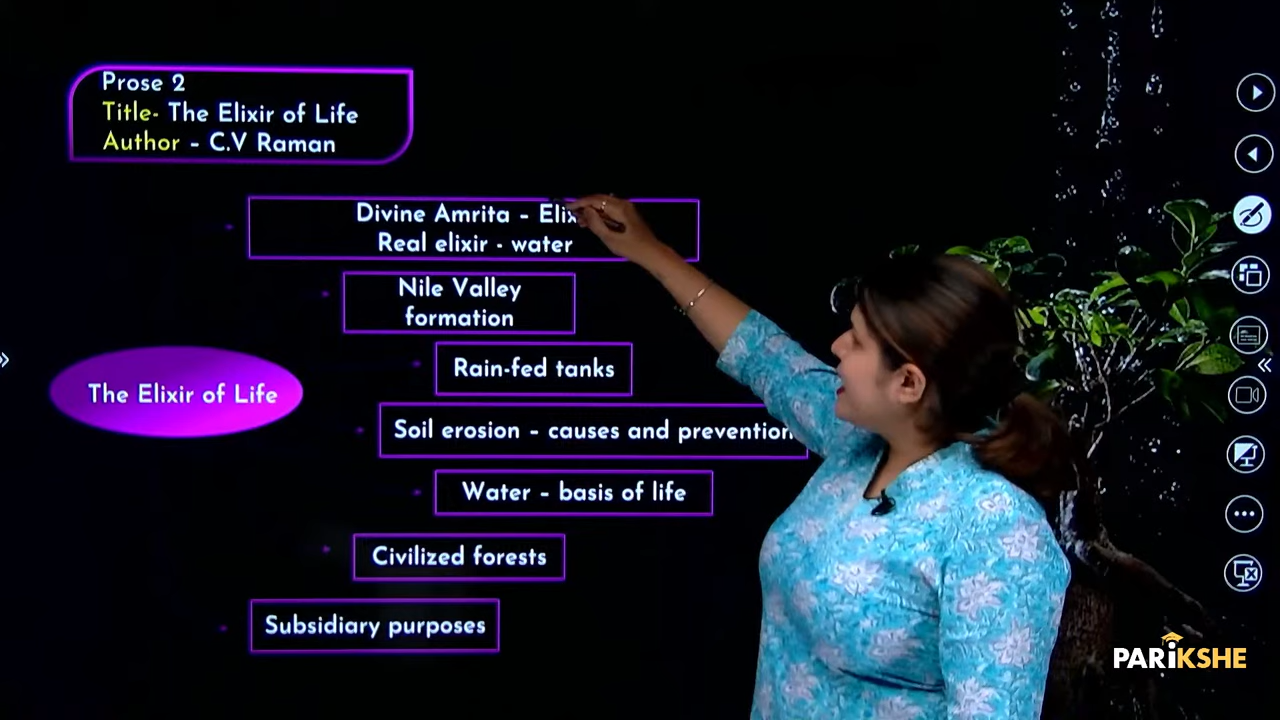 Prose 2
Title- The Elixir of Life
Author – C.V Raman
Divine Amrita –
Real elixir - water
Nile Valley
formation
Rain-fed tanks
The Elixir of Life
Soil erosion – causes and prevention
Water – basis of life
Civilized forests
Subsidiary purposes
PARIKSHE